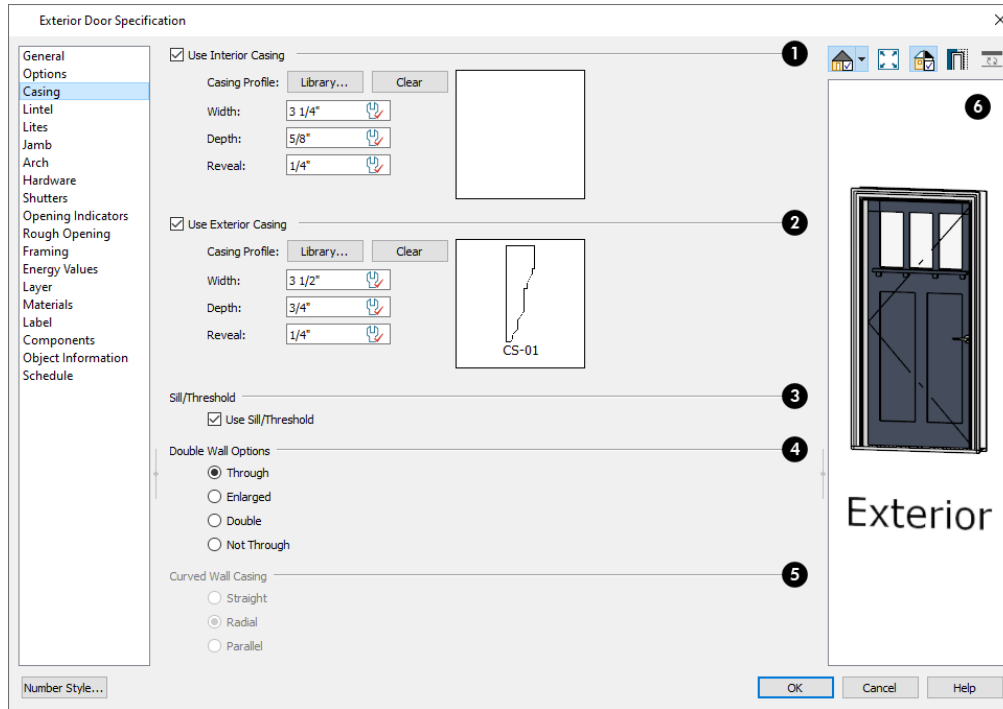 Exterior Door Specification
General
Options
Casing
Lintel
Lites
Jamb
Arch
Hardware
Shutters
Opening Indicators
Rough Opening
Framing
Energy Values
Layer
Materials
Label
Components
Object Information
Schedule
Use Interior Casing 1
Casing Profile: Library... Clear
Width: 3 1/4"
Depth: 5/8"
Reveal: 1/4"
Use Exterior Casing 2
Casing Profile: Library... Clear
Width: 3 1/2"
Depth: 3/4"
Reveal: 1/4"
CS-01
Sill/Threshold 3
Use Sill/Threshold
Double Wall Options 4
Through
Enlarged
Double
Not Through
Curved Wall Casing 5
Straight
Radial
Parallel
6
Exterior
Number Style... OK Cancel Help